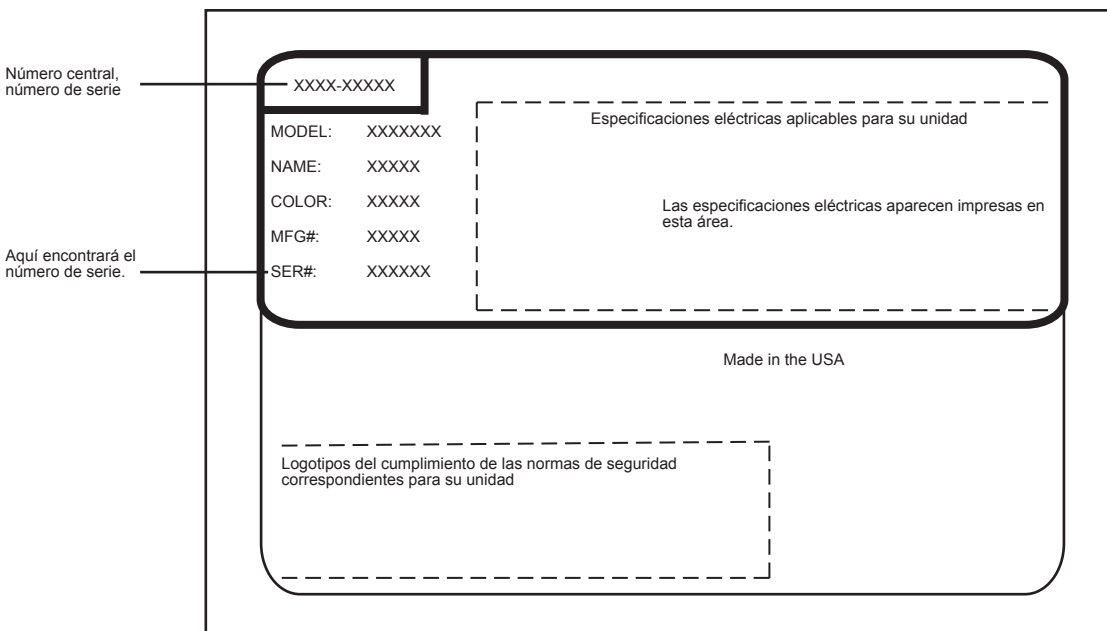 Número central,
número de serie
XXXX-XXXXX
MODEL: XXXXXXX
NAME: XXXXX
COLOR: XXXXX
MFG#: XXXXX
Aquí encontrará el
número de serie.
SER#: XXXXXX
Especificaciones eléctricas aplicables para su unidad
Las especificaciones eléctricas aparecen impresas en
esta área.
Made in the USA
Logotipos del cumplimiento de las normas de seguridad
correspondientes para su unidad